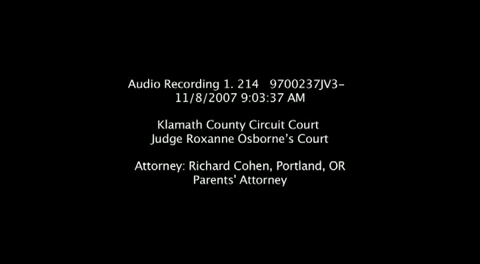 Audio Recording 1. 214 9700237JV3-
11/8/2007 9:03:37 AM
Klamath County Circuit Court
Judge Roxanne Osborne's Court
Attorney: Richard Cohen, Portland, OR
Parents' Attorney